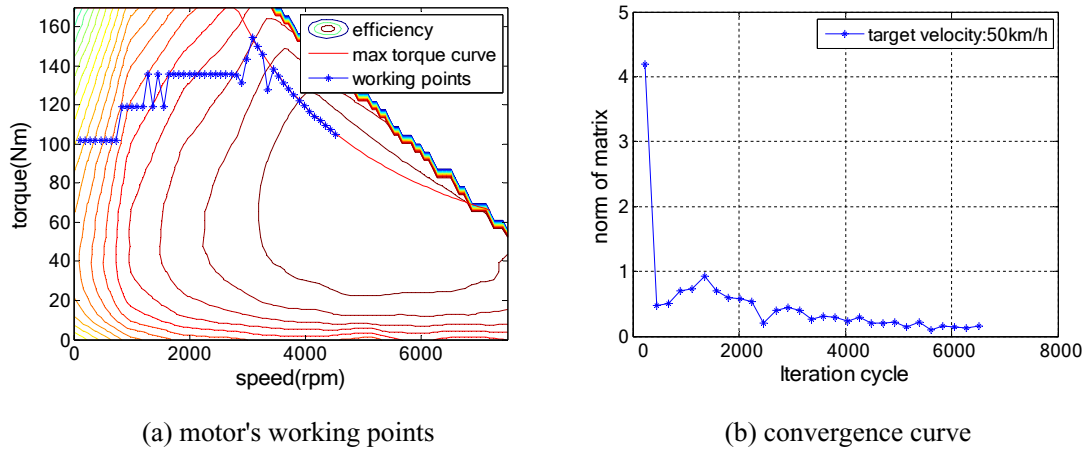 160
140
120
100
80
60
40
20
0
torque(Nm)
0
2000
4000
6000
speed(rpm)
efficiency
max torque curve
working points
(a) motor's working points
5
4
3
2
1
0
norm of matrix
0
2000
4000
6000
8000
Iteration cycle
target velocity:50km/h
(b) convergence curve